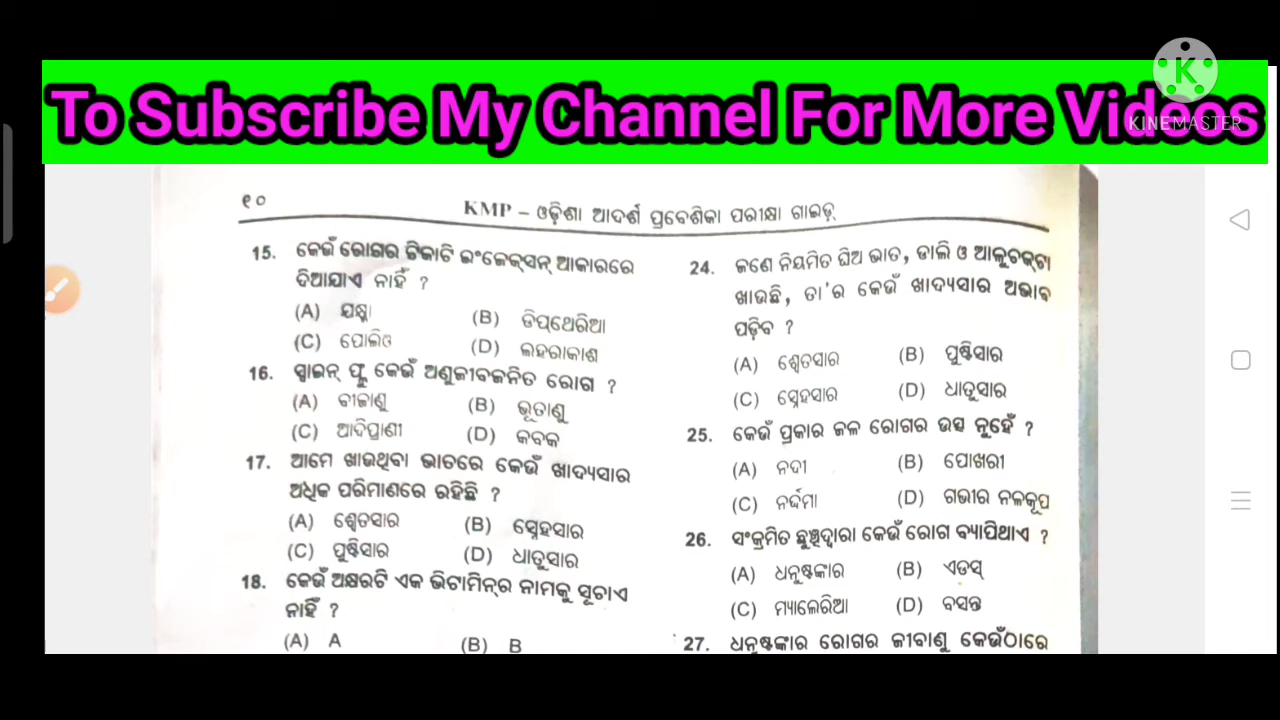 To Subscribe My Channel For More Videos
KINEMASTER
୧୦
KMP – ଓଡ଼ିଶା ଆଦର୍ଶ ପ୍ରବେଶିକା ପରୀକ୍ଷା ଗାଇଡ଼୍
15. କେଉଁ ରୋଗର ଟିକାଟି ଇଂଜେକ୍‌ସନ୍ ଆକାରରେ
ଦିଆଯାଏ ନାହିଁ ?
(A) ଯକ୍ଷ୍ମା (B) ଡିପ୍‌ଥେରିଆ
(C) ପୋଲିଓ (D) ଲହରାକାଶ
16. ସ୍ୱାଇନ୍ ଫ୍ଲୁ କେଉଁ ଅଣୁଜୀବଜନିତ ରୋଗ ?
(A) ବୀଜାଣୁ (B) ଭୂତାଣୁ
(C) ଆଦିପ୍ରାଣୀ (D) କବକ
17. ଆମେ ଖାଉଥିବା ଭାତରେ କେଉଁ ଖାଦ୍ୟସାର
ଅଧିକ ପରିମାଣରେ ରହିଛି ?
(A) ଶ୍ୱେତସାର (B) ସ୍ନେହସାର
(C) ପୁଷ୍ଟିସାର (D) ଧାତୁସାର
18. କେଉଁ ଅକ୍ଷରଟି ଏକ ଭିଟାମିନ୍‌ର ନାମକୁ ସୂଚାଏ
ନାହିଁ ?
(A) A (B) B
24. ଜଣେ ନିୟମିତ ଘିଅ ଭାତ, ଡାଲି ଓ ଆଳୁଚକ୍‌ଟା
ଖାଉଛି, ତା'ର କେଉଁ ଖାଦ୍ୟସାର ଅଭାବ
ପଡ଼ିବ ?
(A) ଶ୍ୱେତସାର (B) ପୁଷ୍ଟିସାର
(C) ସ୍ନେହସାର (D) ଧାତୁସାର
25. କେଉଁ ପ୍ରକାର ଜଳ ରୋଗର ଉତ୍ସ ନୁହେଁ ?
(A) ନଦୀ (B) ପୋଖରୀ
(C) ନର୍ଦ୍ଦମା (D) ଗଭୀର ନଳକୂପ
26. ସଂକ୍ରମିତ ଛୁଞ୍ଚିଦ୍ୱାରା କେଉଁ ରୋଗ ବ୍ୟାପିଥାଏ ?
(A) ଧନୁଷ୍ଟଙ୍କାର (B) ଏଡସ୍
(C) ମ୍ୟାଲେରିଆ (D) ବସନ୍ତ
27. ଧନୁଷ୍ଟଙ୍କାର ରୋଗର ଜୀବାଣୁ କେଉଁଠାରେ